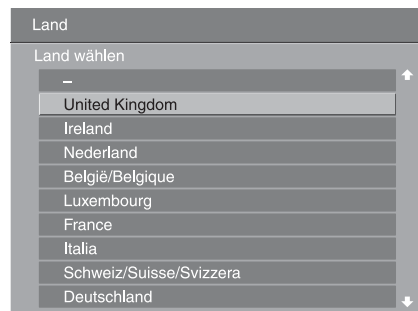 Land
Land wählen
–
United Kingdom
Ireland
Nederland
België/Belgique
Luxembourg
France
Italia
Schweiz/Suisse/Svizzera
Deutschland